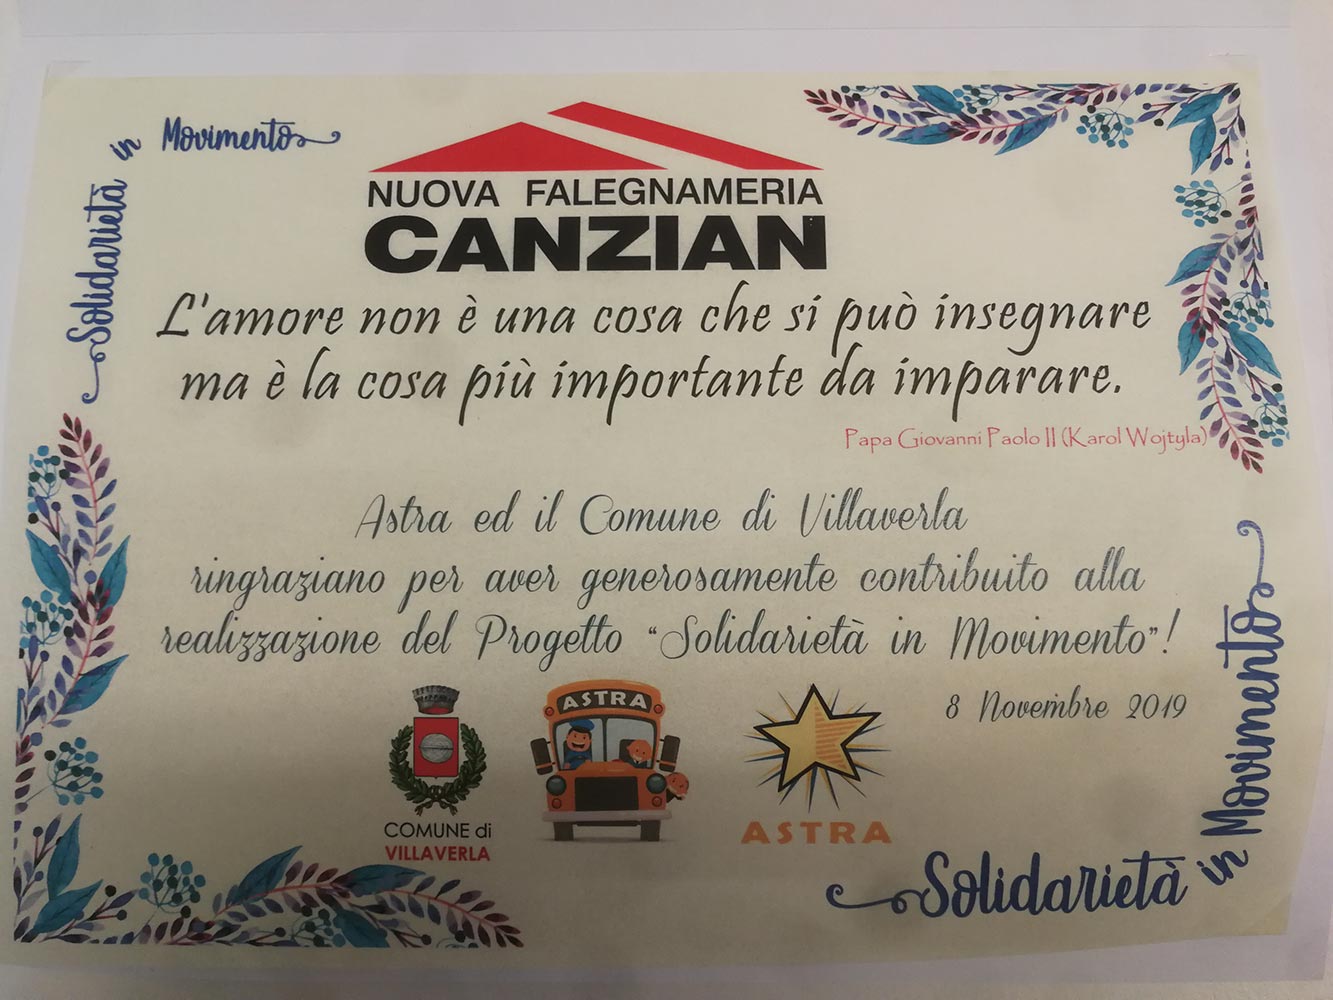 Solidarietà in Movimento
NUOVA FALEGNAMERIA
CANZIAN
L'amore non è una cosa che si può insegnare
ma è la cosa più importante da imparare.
Papa Giovanni Paolo II (Karol Wojtyla)
Astra ed il Comune di Villaverla
ringraziano per aver generosamente contribuito alla
realizzazione del Progetto “Solidarietà in Movimento”!
8 Novembre 2019
ASTRA
COMUNE di
VILLAVERLA
ASTRA
Solidarietà in Movimento